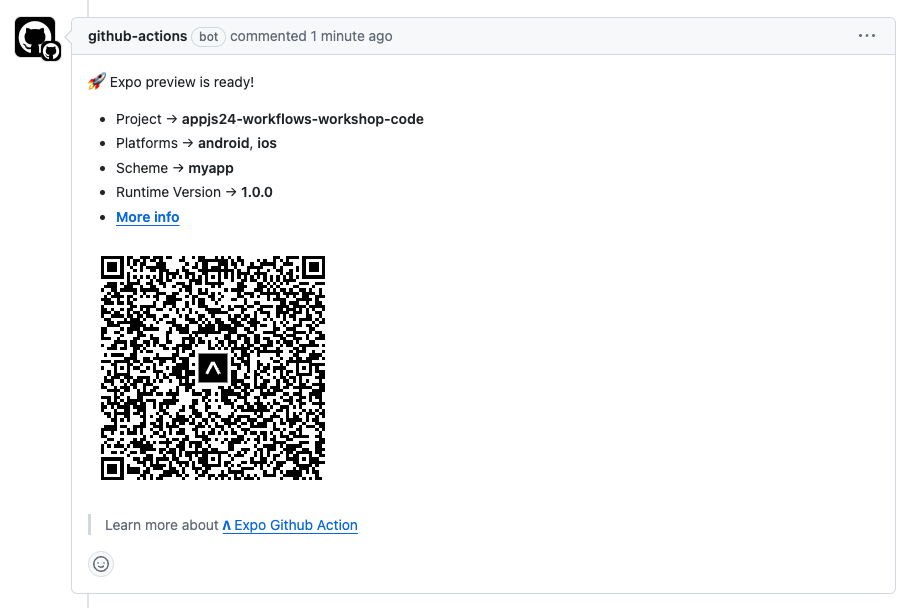 github-actions bot commented 1 minute ago
🚀 Expo preview is ready!
• Project → appjs24-workflows-workshop-code
• Platforms → android, ios
• Scheme → myapp
• Runtime Version → 1.0.0
• More info
Learn more about Expo Github Action